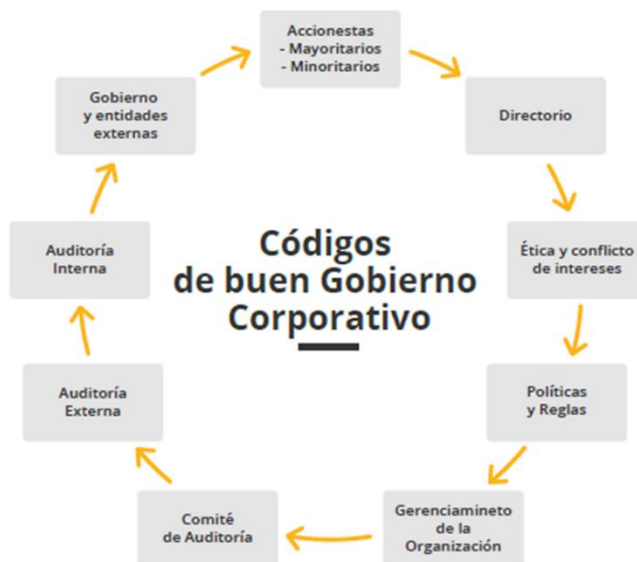 Accionestas
- Mayoritarios
- Minoritarios
Directorio
Ética y conflicto
de intereses
Políticas
y Reglas
Gerenciamineto
de la
Organización
Comité
de Auditoría
Auditoría
Externa
Auditoría
Interna
Gobierno
y entidades
externas
Códigos
de buen Gobierno
Corporativo